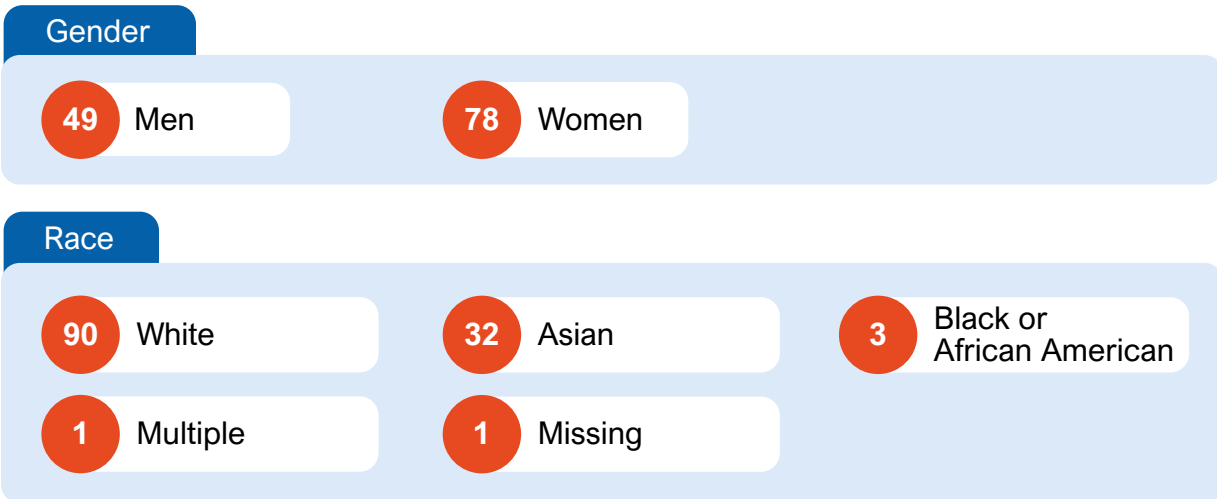 Gender
49 Men
78 Women
Race
90 White
32 Asian
3 Black or
African American
1 Multiple
1 Missing